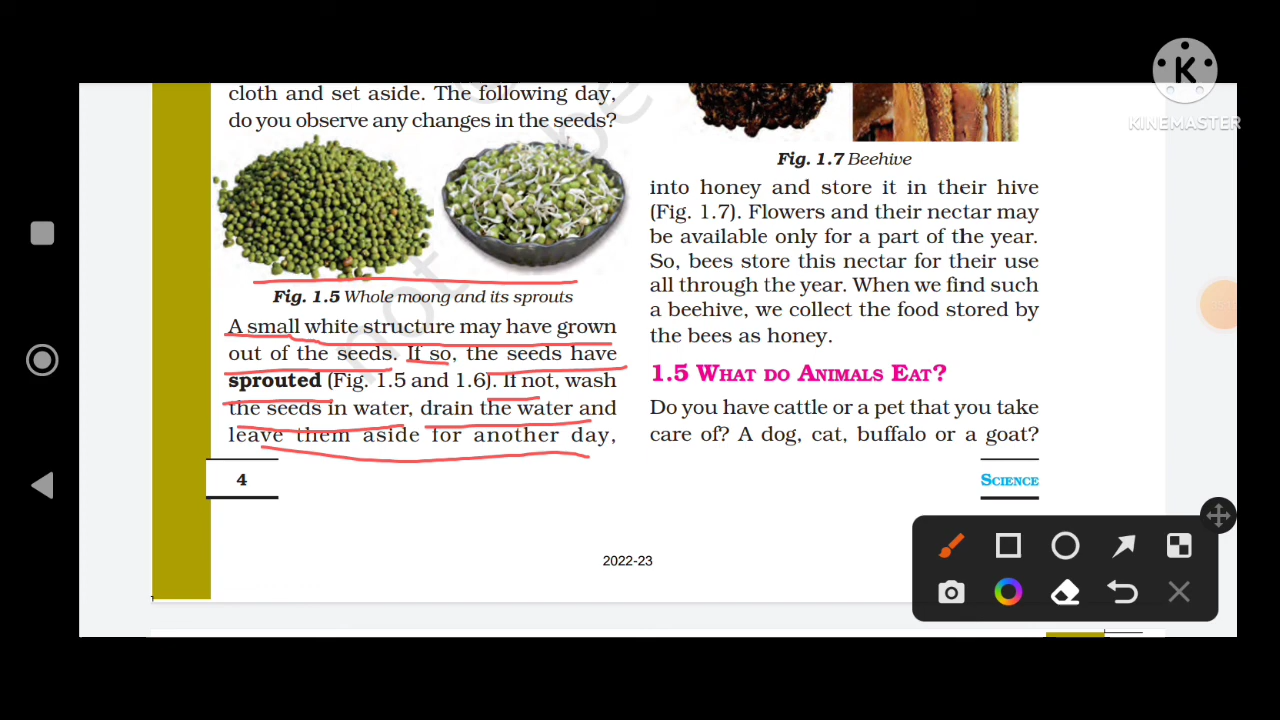 cloth and set aside. The following day,
do you observe any changes in the seeds?
Fig. 1.5 Whole moong and its sprouts
A small white structure may have grown
out of the seeds. If so, the seeds have
sprouted (Fig. 1.5 and 1.6). If not, wash
the seeds in water, drain the water and
leave them aside for another day,
4
Fig. 1.7 Beehive
into honey and store it in their hive
(Fig. 1.7). Flowers and their nectar may
be available only for a part of the year.
So, bees store this nectar for their use
all through the year. When we find such
a beehive, we collect the food stored by
the bees as honey.
1.5 WHAT DO ANIMALS EAT?
Do you have cattle or a pet that you take
care of? A dog, cat, buffalo or a goat?
SCIENCE
2022-23
not
be
K
KINEMASTER